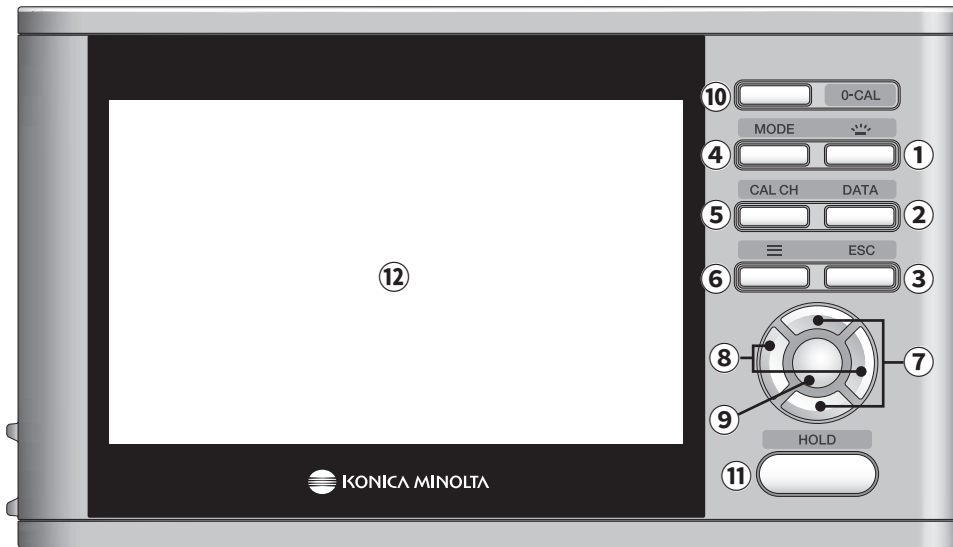 ⑩ 0-CAL
MODE
④ ①
CAL CH DATA
⑤ ②
ESC
⑥ ③
⑫
⑧ ⑦
⑨
HOLD
⑪
KONICA MINOLTA